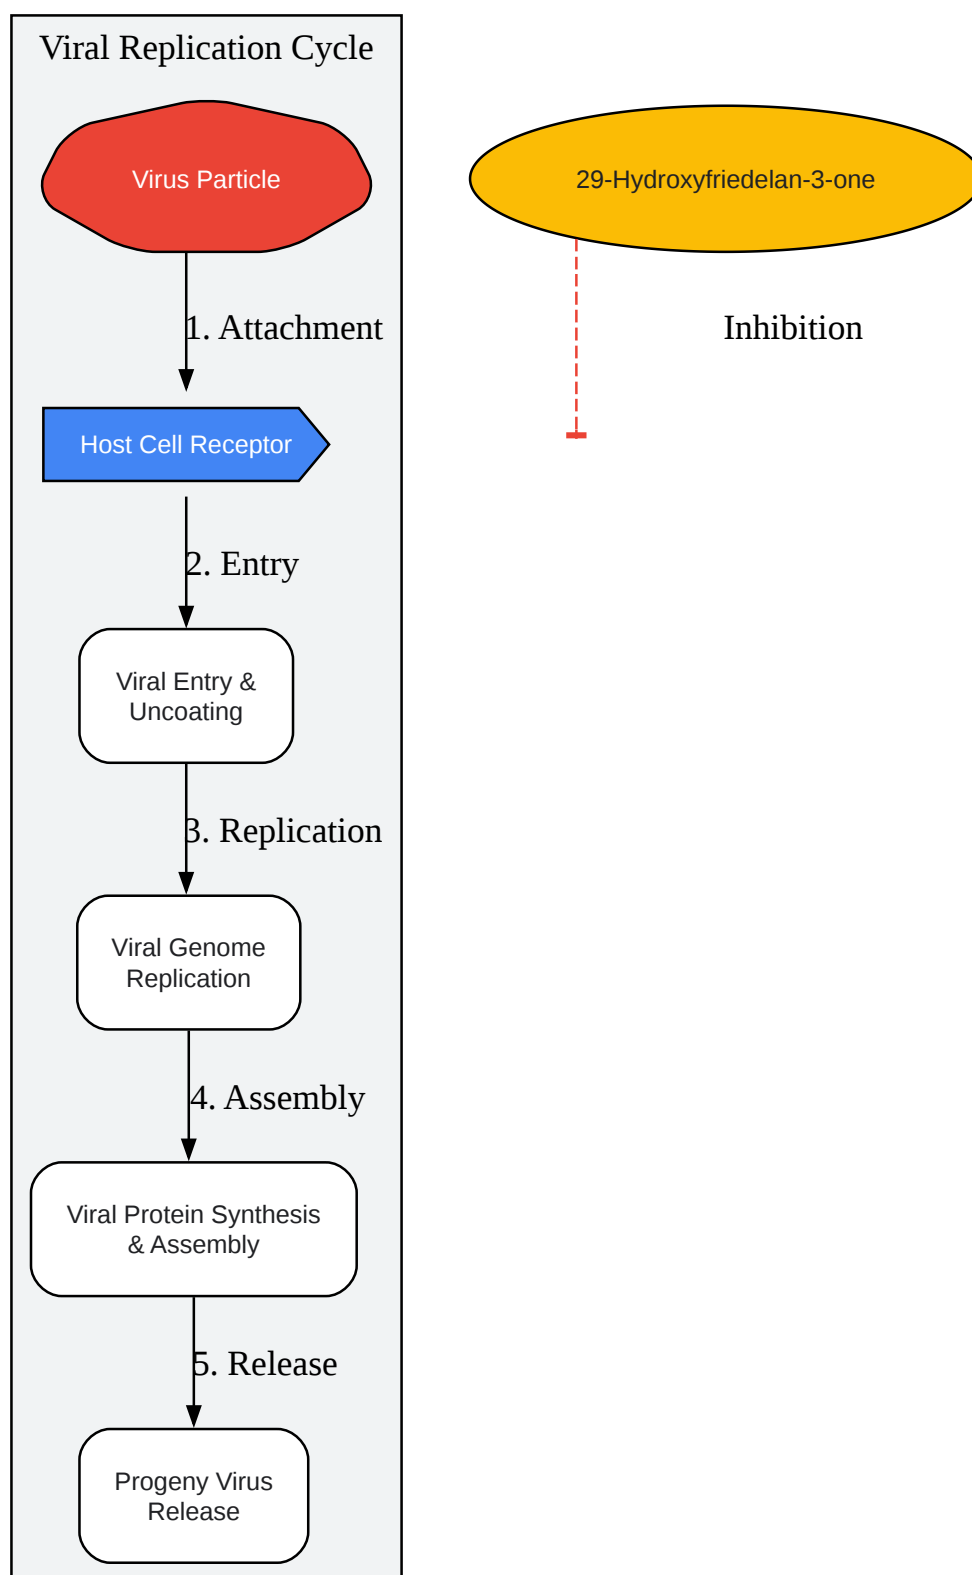 Viral Replication Cycle
Virus Particle
29-Hydroxyfriedelan-3-one
1. Attachment
Inhibition
Host Cell Receptor
2. Entry
Viral Entry &
Uncoating
3. Replication
Viral Genome
Replication
4. Assembly
Viral Protein Synthesis
& Assembly
5. Release
Progeny Virus
Release